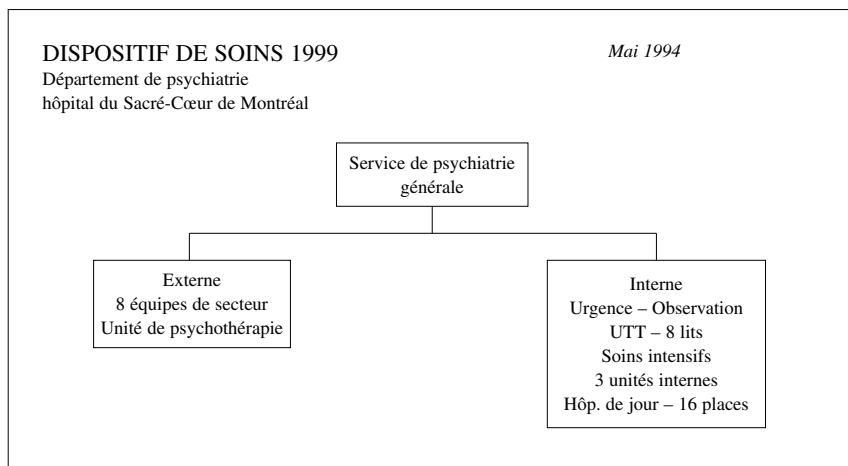 DISPOSITIF DE SOINS 1999
Mai 1994
Département de psychiatrie
hôpital du Sacré-Cœur de Montréal
Service de psychiatrie
générale
Externe
8 équipes de secteur
Unité de psychothérapie
Interne
Urgence – Observation
UTT – 8 lits
Soins intensifs
3 unités internes
Hôp. de jour – 16 places